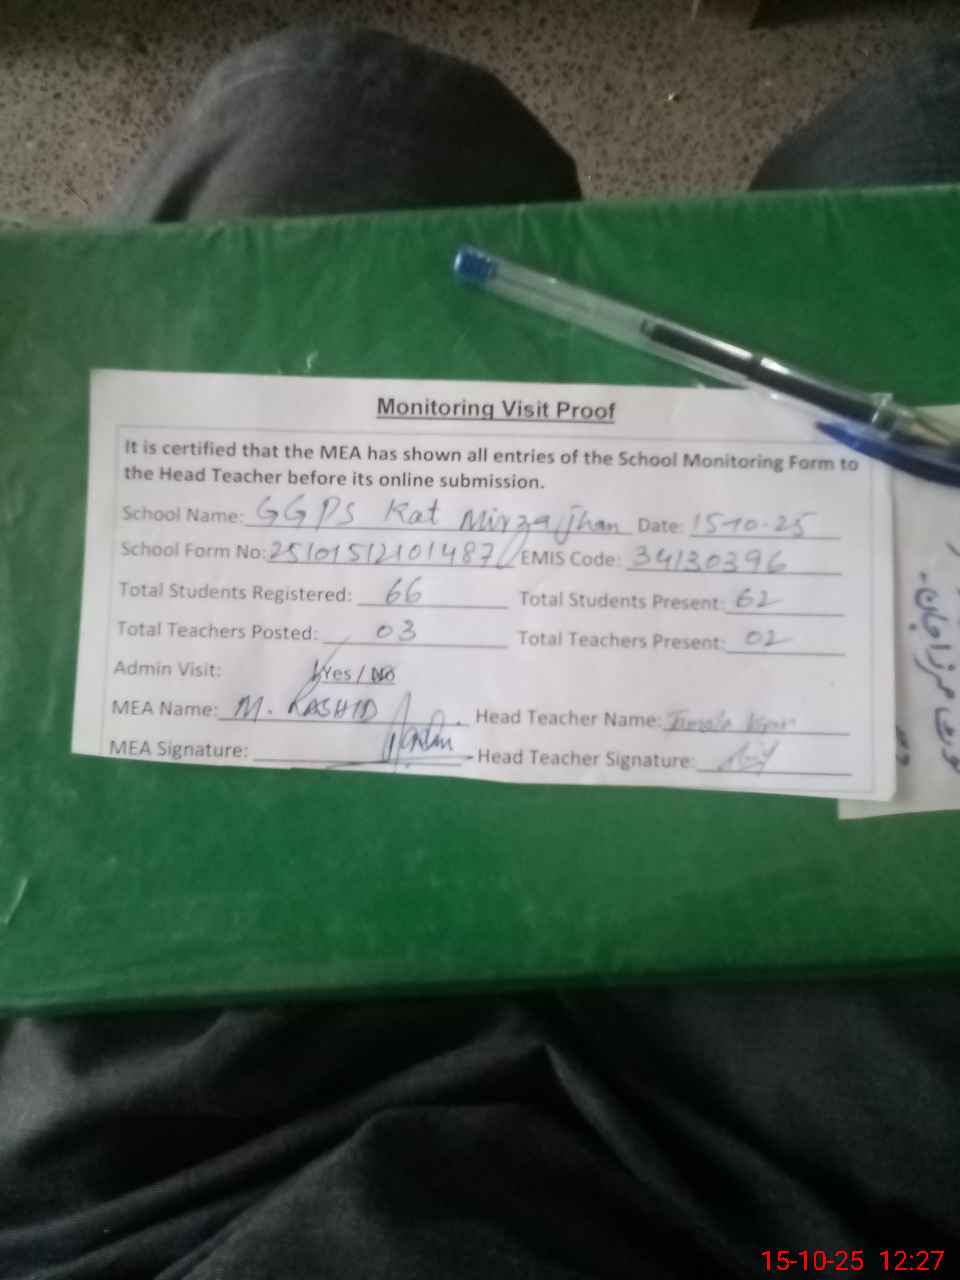 Monitoring Visit Proof
It is certified that the MEA has shown all entries of the School Monitoring Form to
the Head Teacher before its online submission.
School Name: GGPS Kat Mirza Jhan Date: 15-10-25
School Form No: 25101512101487 EMIS Code: 34130396
Total Students Registered: 66 Total Students Present: 62
Total Teachers Posted: 03 Total Teachers Present: 02
Admin Visit: Yes / No
MEA Name: M. RASHID Head Teacher Name:
MEA Signature: Head Teacher Signature:
مرزا جان
15-10-25 12:27